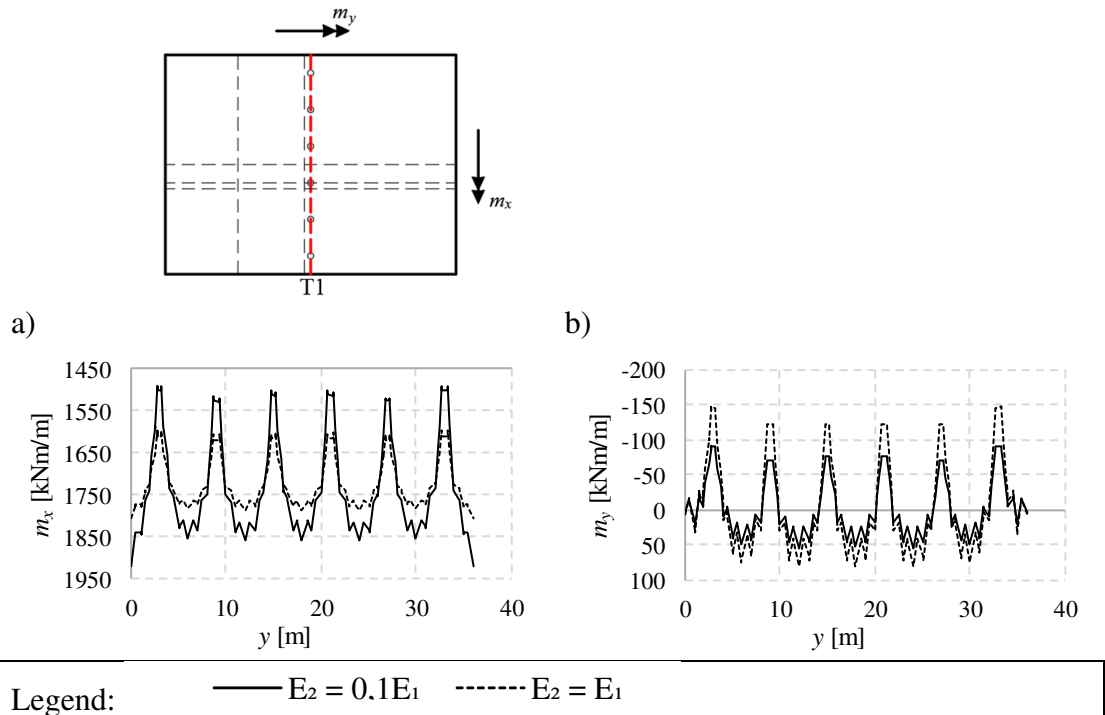 m_y
m_x
T1
a)
b)
1450
1550
1650
1750
1850
1950
m_x [kNm/m]
0 10 20 30 40
y [m]
-200
-150
-100
-50
0
50
100
m_y [kNm/m]
0 10 20 30 40
y [m]
Legend: E₂ = 0,1E₁ E₂ = E₁